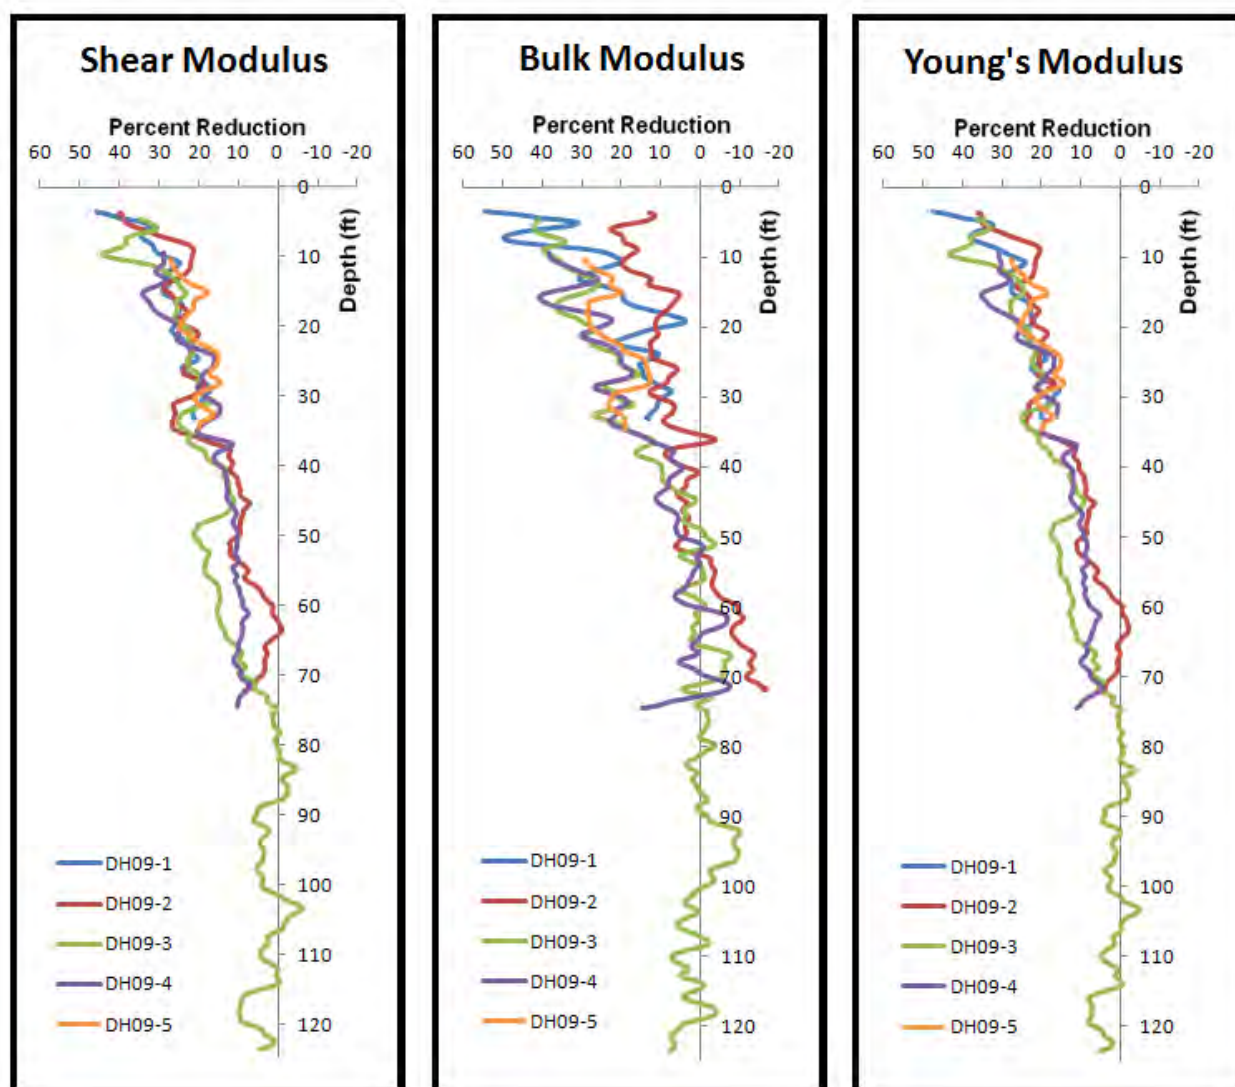 Shear Modulus
Percent Reduction
60 50 40 30 20 10 0 -10 -20
0
10
20
30
40
50
60
70
80
90
100
110
120
Depth (ft)
DH09-1
DH09-2
DH09-3
DH09-4
DH09-5
Bulk Modulus
Percent Reduction
60 50 40 30 20 10 0 -10 -20
0
10
20
30
40
50
60
70
80
90
100
110
120
Depth (ft)
DH09-1
DH09-2
DH09-3
DH09-4
DH09-5
Young's Modulus
Percent Reduction
60 50 40 30 20 10 0 -10 -20
0
10
20
30
40
50
60
70
80
90
100
110
120
Depth (ft)
DH09-1
DH09-2
DH09-3
DH09-4
DH09-5